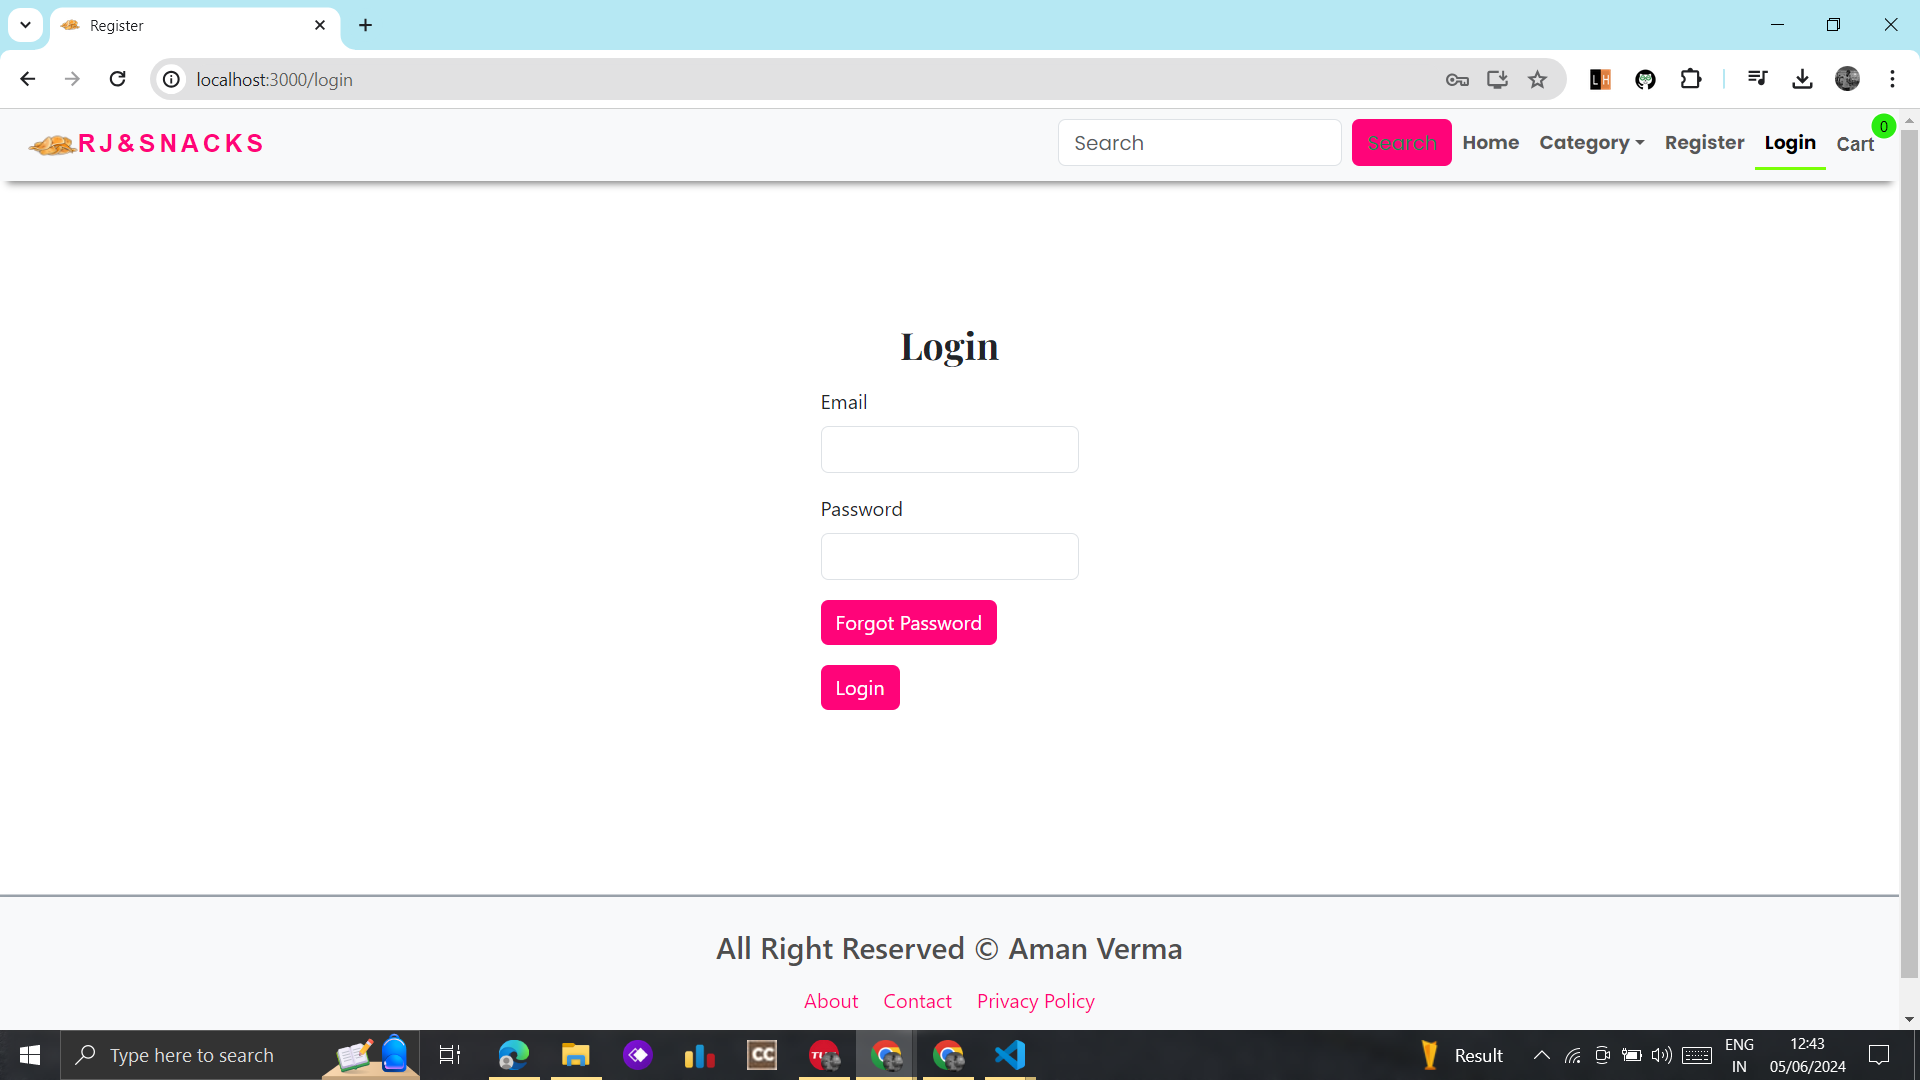 Register
localhost:3000/login
LH
RJ&SNACKS
Search
Search
Home
Category
Register
Login
Cart
0
Login
Email
Password
Forgot Password
Login
All Right Reserved © Aman Verma
About Contact Privacy Policy
Type here to search
CC
Result
ENG
IN
12:43
05/06/2024